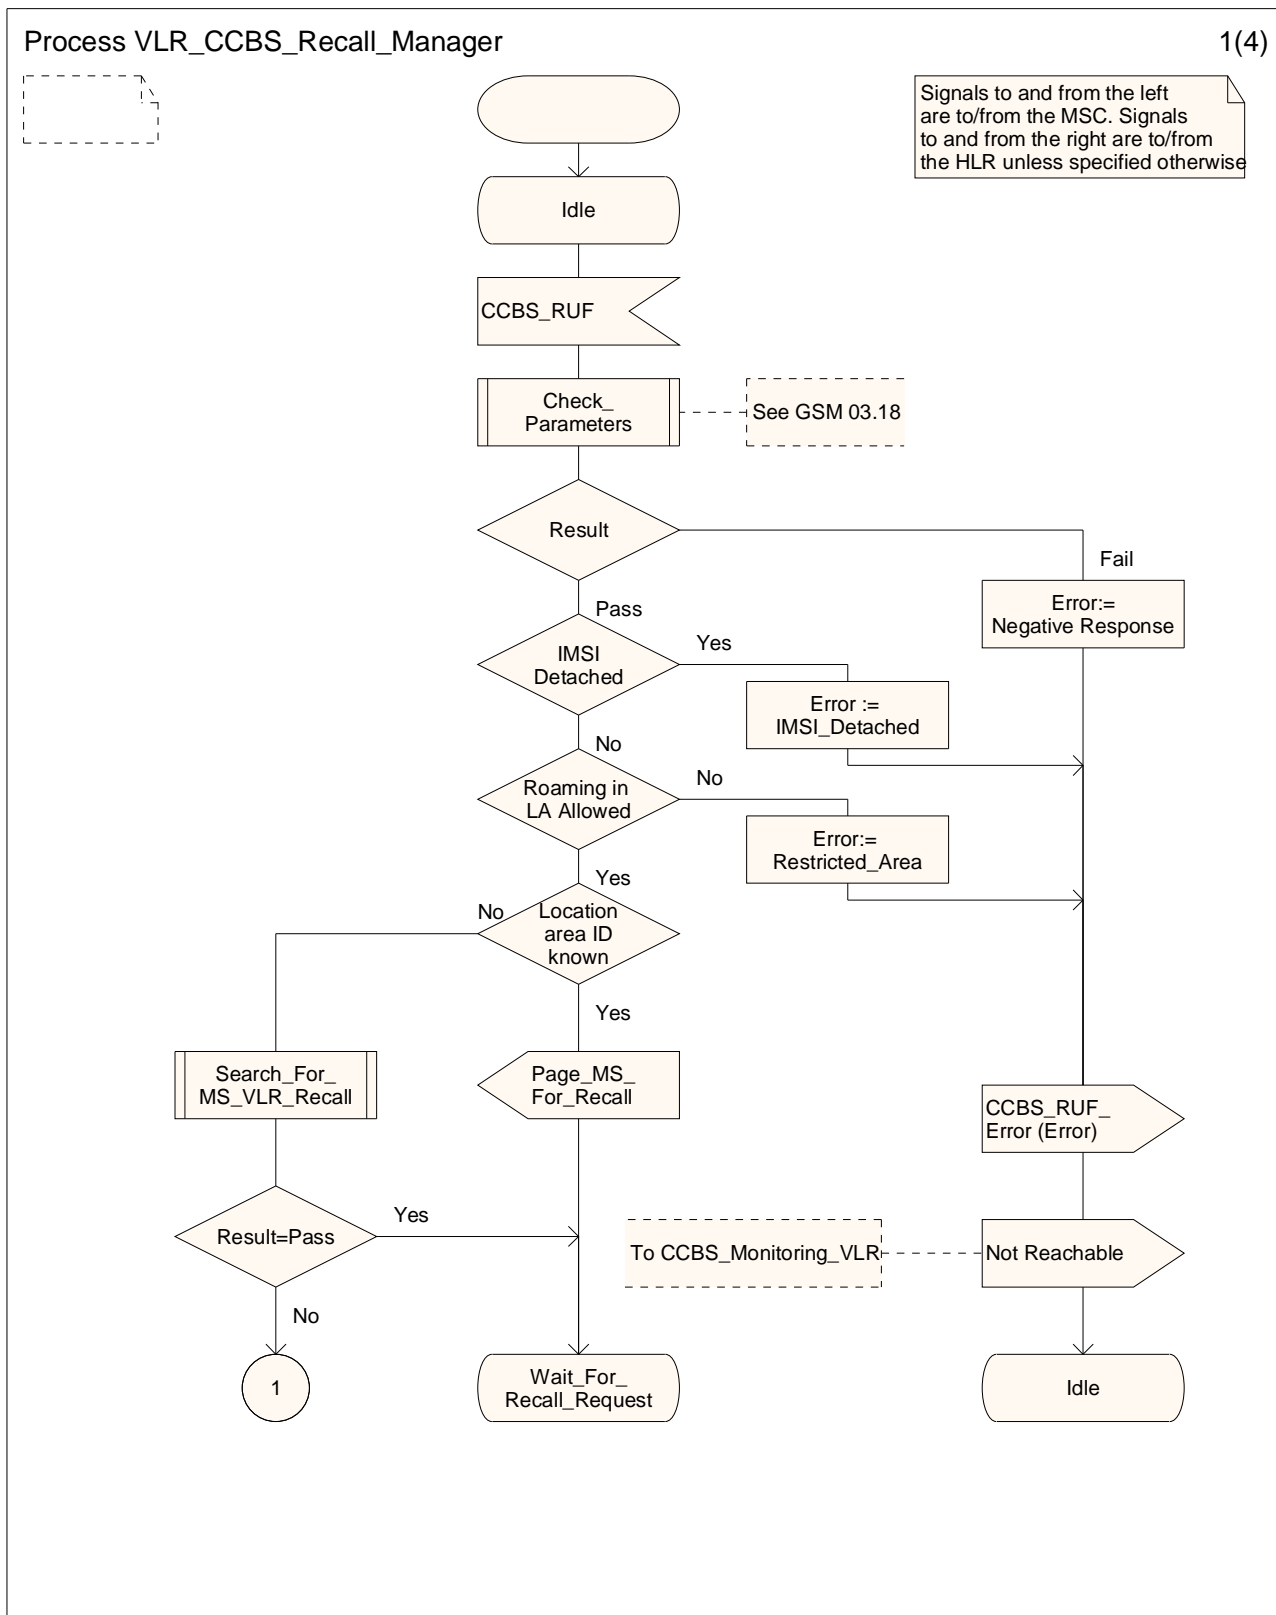 Process VLR_CCBS_Recall_Manager
1(4)
Signals to and from the left
are to/from the MSC. Signals
to and from the right are to/from
the HLR unless specified otherwise
Idle
CCBS_RUF
Check_
Parameters
See GSM 03.18
Result
Fail
Pass
Error:=
Negative Response
IMSI
Detached
Yes
Error :=
IMSI_Detached
No
Roaming in
LA Allowed
No
Error:=
Restricted_Area
Yes
No
Location
area ID
known
Yes
Search_For_
MS_VLR_Recall
Page_MS_
For_Recall
CCBS_RUF_
Error (Error)
Result=Pass
Yes
To CCBS_Monitoring_VLR
Not Reachable
No
1
Wait_For_
Recall_Request
Idle